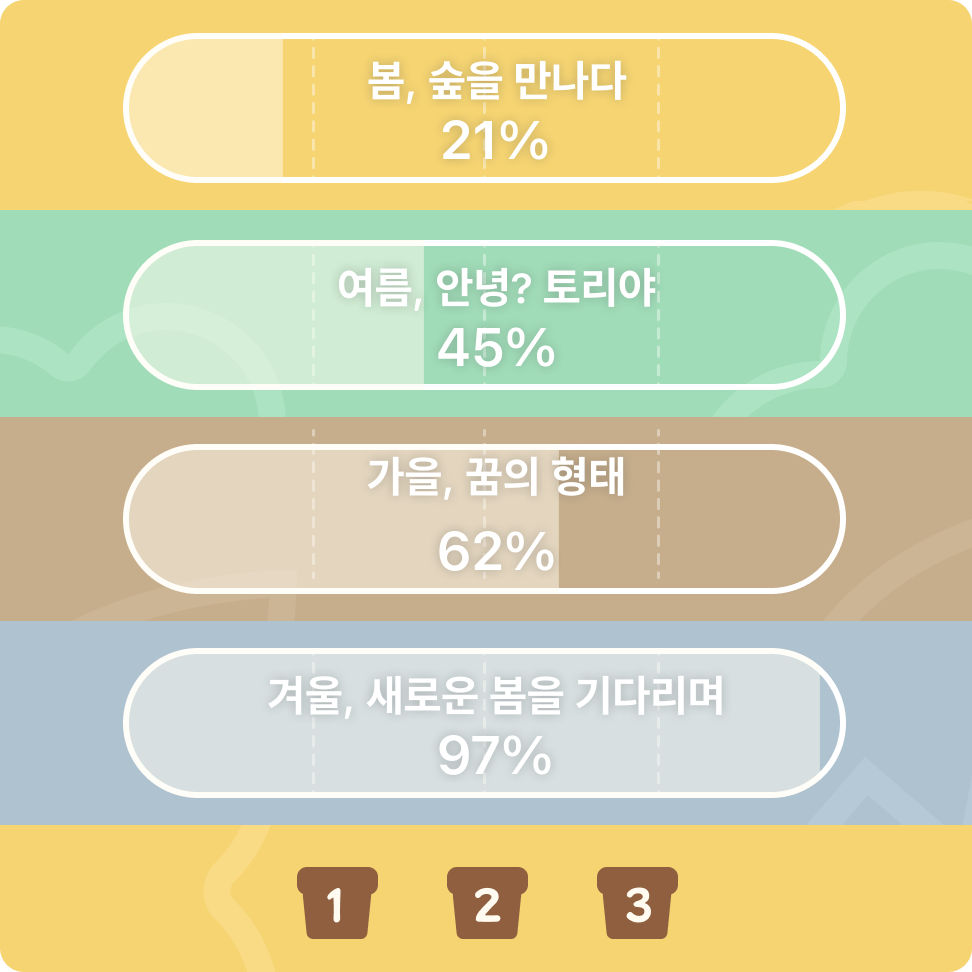 봄, 숲을 만나다
21%
여름, 안녕? 토리야
45%
가을, 꿈의 형태
62%
겨울, 새로운 봄을 기다리며
97%
1 2 3